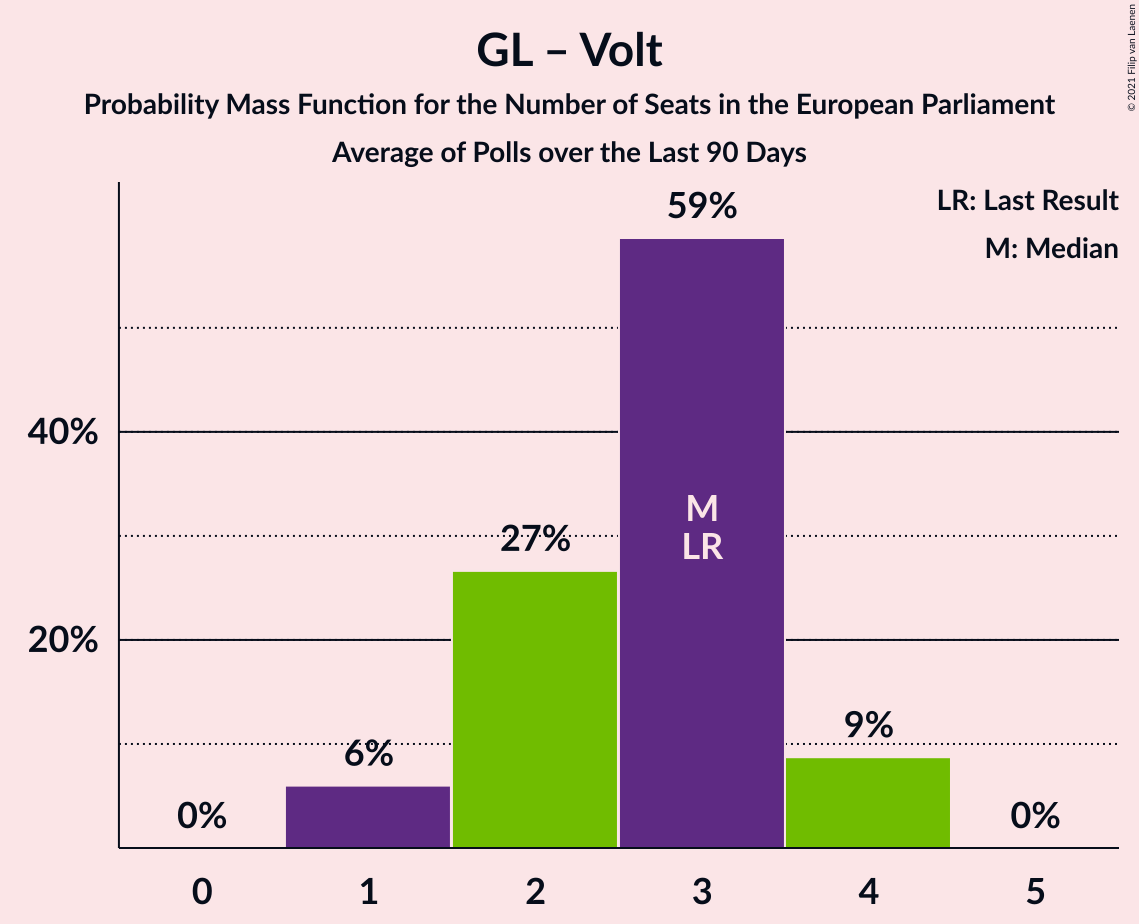 GL – Volt
Probability Mass Function for the Number of Seats in the European Parliament
Average of Polls over the Last 90 Days
© 2021 Filip van Laenen
LR: Last Result
M: Median
59%
40%
M
LR
27%
20%
9%
6%
0%
0%
0 1 2 3 4 5